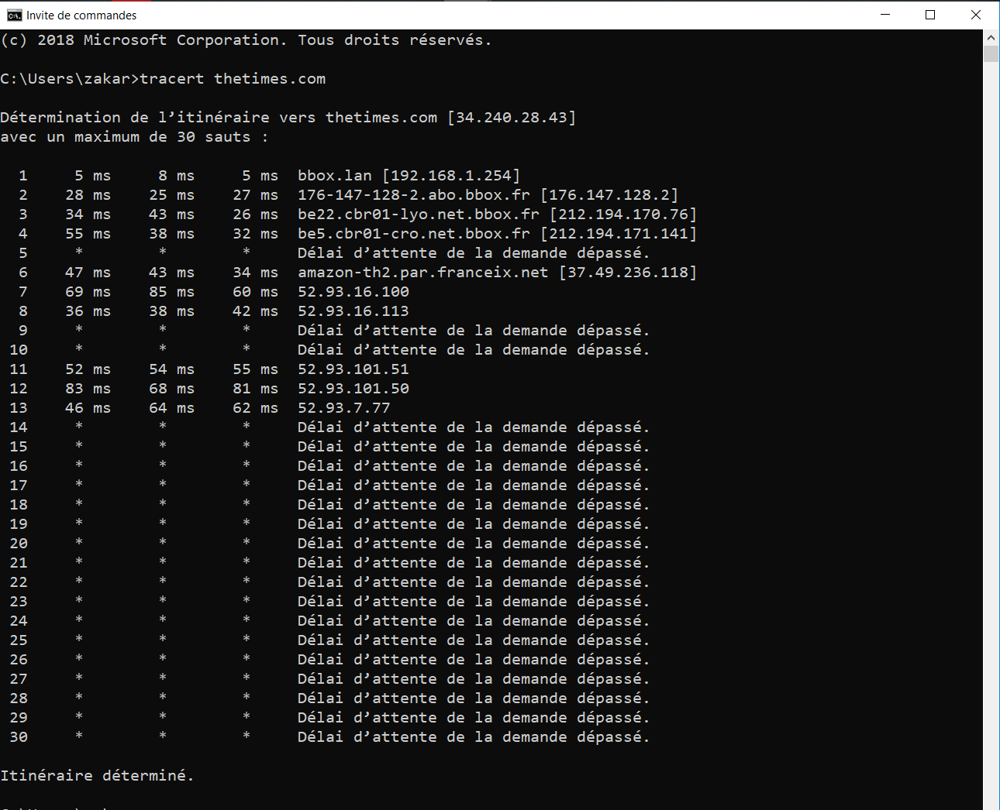 Invite de commandes
(c) 2018 Microsoft Corporation. Tous droits réservés.
C:\Users\zakar>tracert thetimes.com
Détermination de l’itinéraire vers thetimes.com [34.240.28.43]
avec un maximum de 30 sauts :
1 5 ms 8 ms 5 ms bbox.lan [192.168.1.254]
2 28 ms 25 ms 27 ms 176-147-128-2.abo.bbox.fr [176.147.128.2]
3 34 ms 43 ms 26 ms be22.cbr01-lyo.net.bbox.fr [212.194.170.76]
4 55 ms 38 ms 32 ms be5.cbr01-cro.net.bbox.fr [212.194.171.141]
5 * * * Délai d’attente de la demande dépassé.
6 47 ms 43 ms 34 ms amazon-th2.par.franceix.net [37.49.236.118]
7 69 ms 85 ms 60 ms 52.93.16.100
8 36 ms 38 ms 42 ms 52.93.16.113
9 * * * Délai d’attente de la demande dépassé.
10 * * * Délai d’attente de la demande dépassé.
11 52 ms 54 ms 55 ms 52.93.101.51
12 83 ms 68 ms 81 ms 52.93.101.50
13 46 ms 64 ms 62 ms 52.93.7.77
14 * * * Délai d’attente de la demande dépassé.
15 * * * Délai d’attente de la demande dépassé.
16 * * * Délai d’attente de la demande dépassé.
17 * * * Délai d’attente de la demande dépassé.
18 * * * Délai d’attente de la demande dépassé.
19 * * * Délai d’attente de la demande dépassé.
20 * * * Délai d’attente de la demande dépassé.
21 * * * Délai d’attente de la demande dépassé.
22 * * * Délai d’attente de la demande dépassé.
23 * * * Délai d’attente de la demande dépassé.
24 * * * Délai d’attente de la demande dépassé.
25 * * * Délai d’attente de la demande dépassé.
26 * * * Délai d’attente de la demande dépassé.
27 * * * Délai d’attente de la demande dépassé.
28 * * * Délai d’attente de la demande dépassé.
29 * * * Délai d’attente de la demande dépassé.
30 * * * Délai d’attente de la demande dépassé.
Itinéraire déterminé.